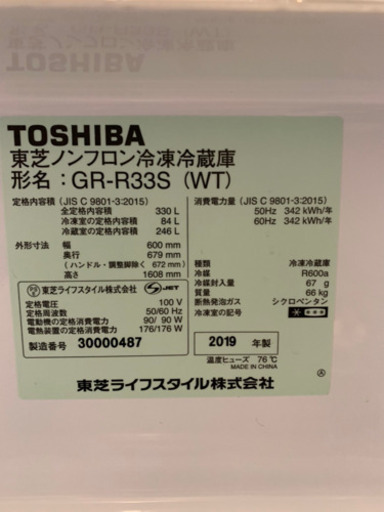 TOSHIBA
東芝ノンフロン冷凍冷蔵庫
形名：GR-R33S (WT)
定格内容積 (JIS C 9801-3:2015)
全定格内容積 330 L
冷凍室の定格内容積 84 L
冷蔵室の定格内容積 246 L
外形寸法 幅 600 mm
奥行 679 mm
(ハンドル・調整脚除く 672 mm)
高さ 1608 mm
東芝ライフスタイル株式会社 JET
定格電圧 100 V
定格周波数 50/60 Hz
電動機の定格消費電力 90/ 90 W
電熱装置の定格消費電力 176/176 W
製造番号 30000487
消費電力量 (JIS C 9801-3:2015)
50Hz 342 kWh/年
60Hz 342 kWh/年
種類 冷凍冷蔵庫
冷媒 R600a
冷媒封入量 67 g
質量 66 kg
断熱発泡ガス シクロペンタン
冷凍室の記号
2019 年製
温度ヒューズ 76℃
MADE IN CHINA
東芝ライフスタイル株式会社